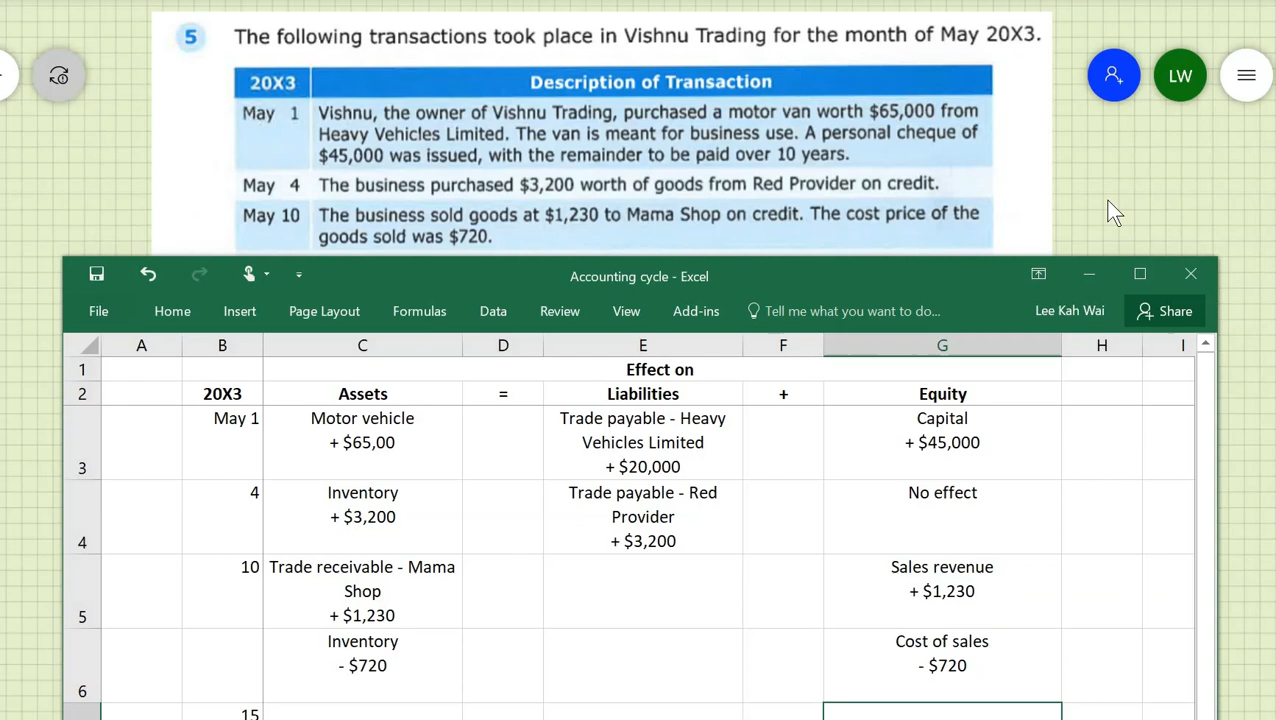 5 The following transactions took place in Vishnu Trading for the month of May 20X3.
20X3 Description of Transaction
May 1 Vishnu, the owner of Vishnu Trading, purchased a motor van worth $65,000 from
Heavy Vehicles Limited. The van is meant for business use. A personal cheque of
$45,000 was issued, with the remainder to be paid over 10 years.
May 4 The business purchased $3,200 worth of goods from Red Provider on credit.
May 10 The business sold goods at $1,230 to Mama Shop on credit. The cost price of the
goods sold was $720.
LW
Accounting cycle - Excel
File Home Insert Page Layout Formulas Data Review View Add-ins Tell me what you want to do... Lee Kah Wai Share
A B C D E F G H I
1 Effect on
2 20X3 Assets = Liabilities + Equity
May 1 Motor vehicle Trade payable - Heavy Capital
+ $65,00 Vehicles Limited + $45,000
3 + $20,000
4 Inventory Trade payable - Red No effect
+ $3,200 Provider
4 + $3,200
10 Trade receivable - Mama Sales revenue
Shop + $1,230
5 + $1,230
Inventory Cost of sales
- $720 - $720
6
15